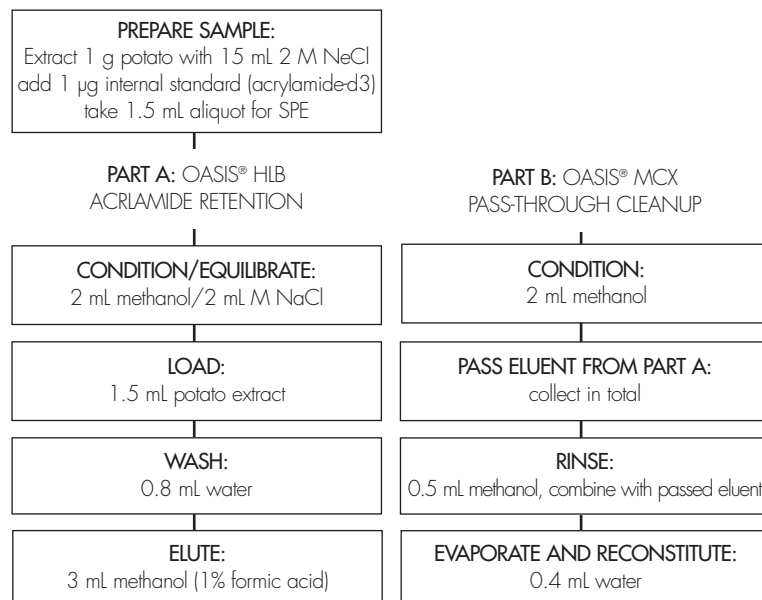 PREPARE SAMPLE:
Extract 1 g potato with 15 mL 2 M NeCl
add 1 µg internal standard (acrylamide-d3)
take 1.5 mL aliquot for SPE
PART A: OASIS® HLB
ACRLAMIDE RETENTION
CONDITION/EQUILIBRATE:
2 mL methanol/2 mL M NaCl
LOAD:
1.5 mL potato extract
WASH:
0.8 mL water
ELUTE:
3 mL methanol (1% formic acid)
PART B: OASIS® MCX
PASS-THROUGH CLEANUP
CONDITION:
2 mL methanol
PASS ELUENT FROM PART A:
collect in total
RINSE:
0.5 mL methanol, combine with passed eluent
EVAPORATE AND RECONSTITUTE:
0.4 mL water